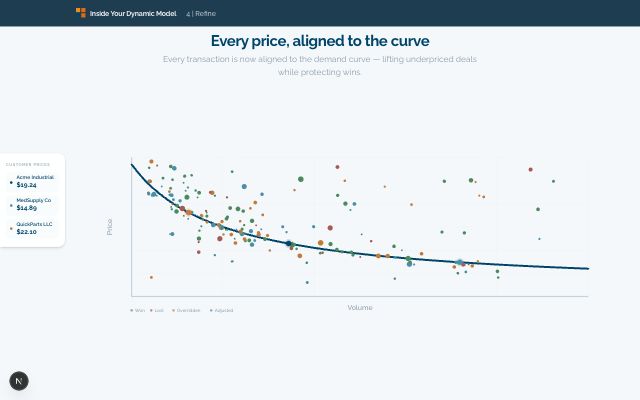 Inside Your Dynamic Model 4 | Refine
Every price, aligned to the curve
Every transaction is now aligned to the demand curve — lifting underpriced deals
while protecting wins.
CUSTOMER PRICES
Acme Industrial
$19.24
MedSupply Co
$14.89
QuickParts LLC
$22.10
Price
Volume
Won Lost Overridden Adjusted
N